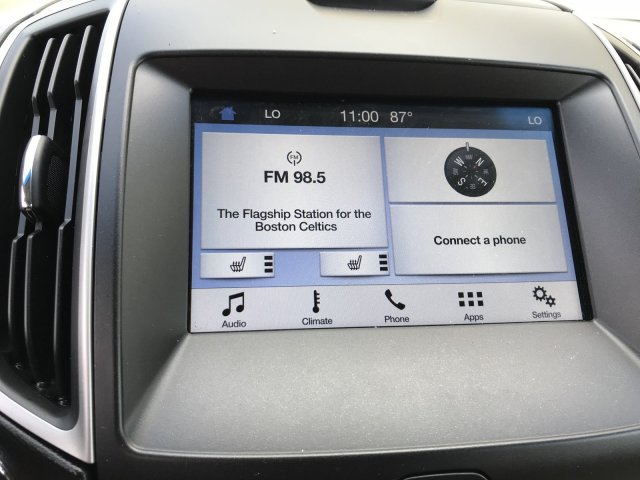 LO 11:00 87° LO
FM
FM 98.5
The Flagship Station for the
Boston Celtics
N
E
S
W
Connect a phone
Audio
Climate
Phone
Apps
Settings